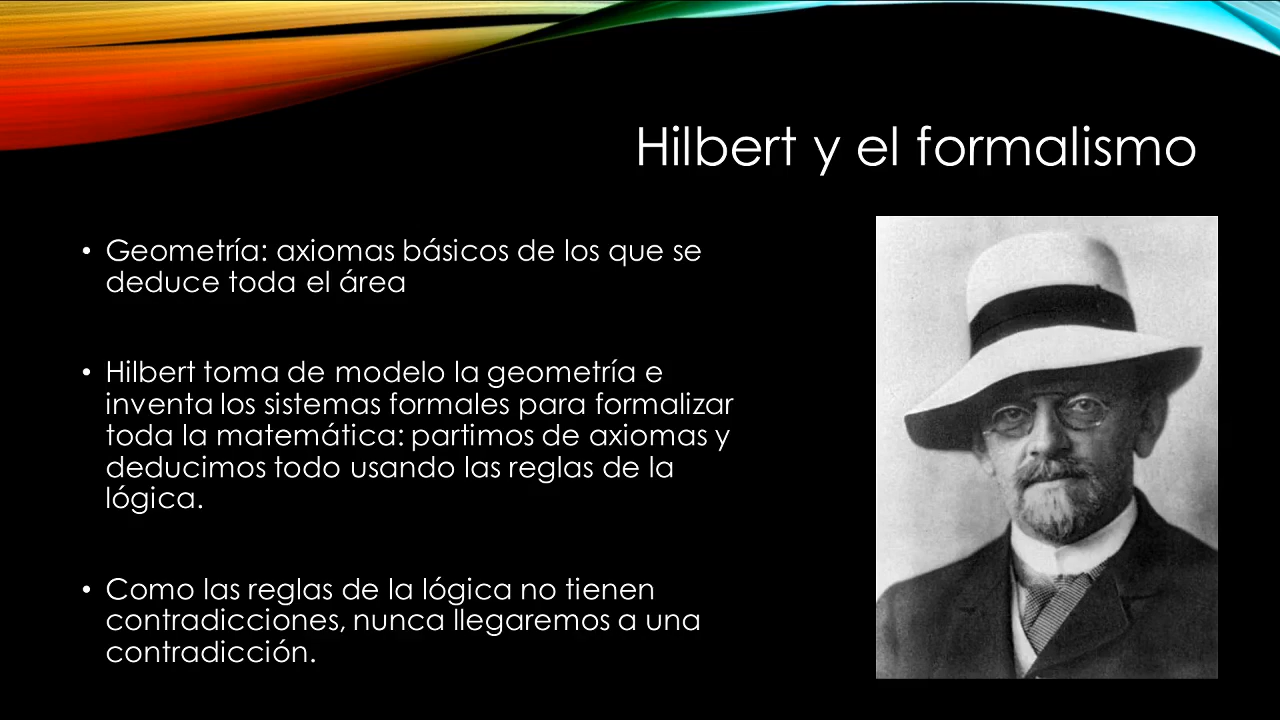 Hilbert y el formalismo
• Geometría: axiomas básicos de los que se
deduce toda el área
• Hilbert toma de modelo la geometría e
inventa los sistemas formales para formalizar
toda la matemática: partimos de axiomas y
deducimos todo usando las reglas de la
lógica.
• Como las reglas de la lógica no tienen
contradicciones, nunca llegaremos a una
contradicción.